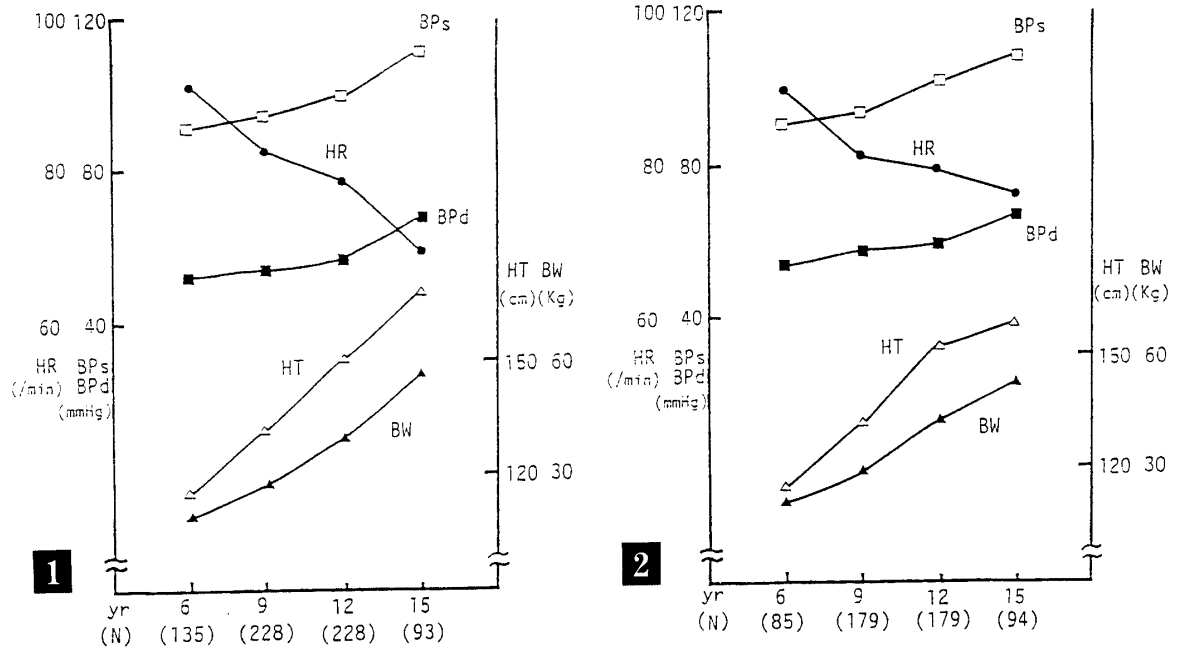 100 120
BPs
HR
80 80
BPd
HT BW
(cm)(Kg)
60 40
HR BPs
(/min) BPd
(mmHg)
HT
150 60
BW
120 30
1
yr 6 9 12 15
(N) (135) (228) (228) (93)
100 120
BPs
HR
80 80
BPd
HT BW
(cm)(Kg)
60 40
HR BPs
(/min) BPd
(mmHg)
HT
150 60
BW
120 30
2
yr 6 9 12 15
(N) (85) (179) (179) (94)